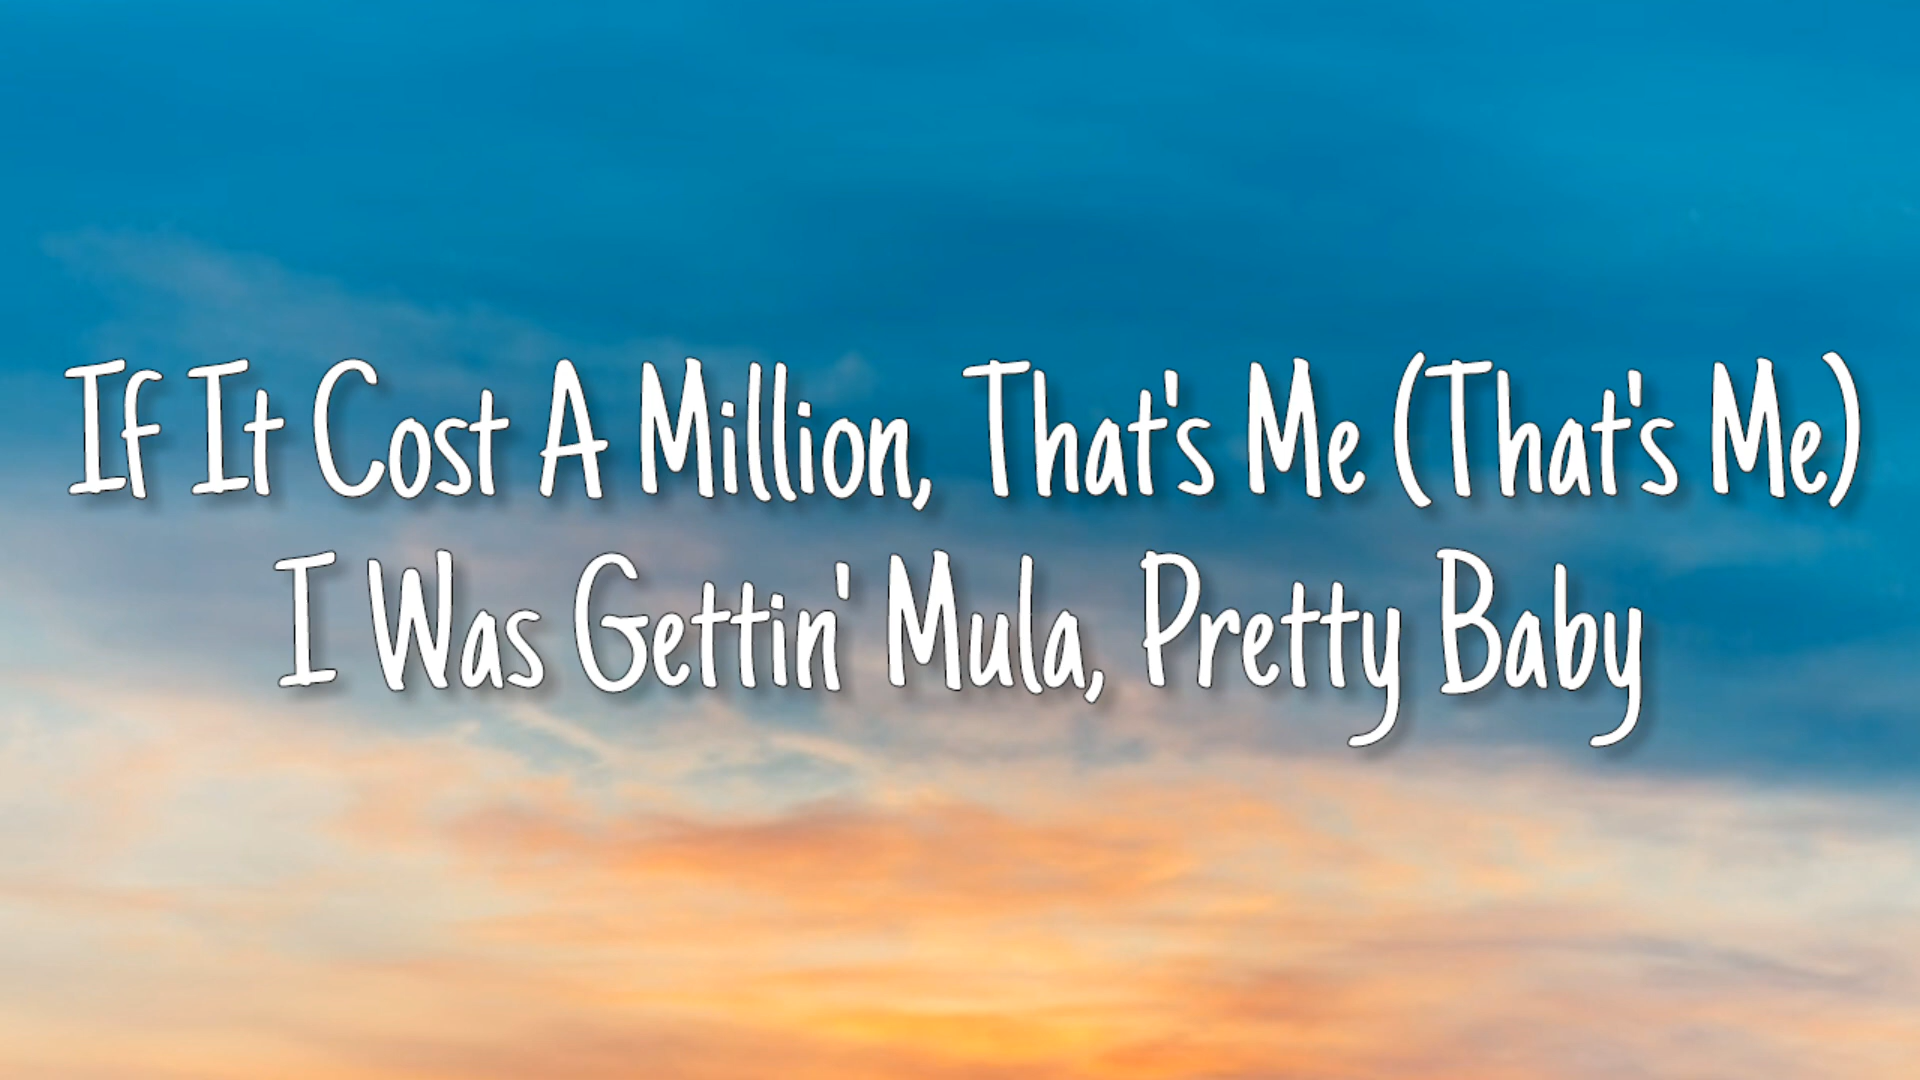 If It Cost A Million, That's Me (That's Me)
I Was Gettin' Mula, Pretty Baby